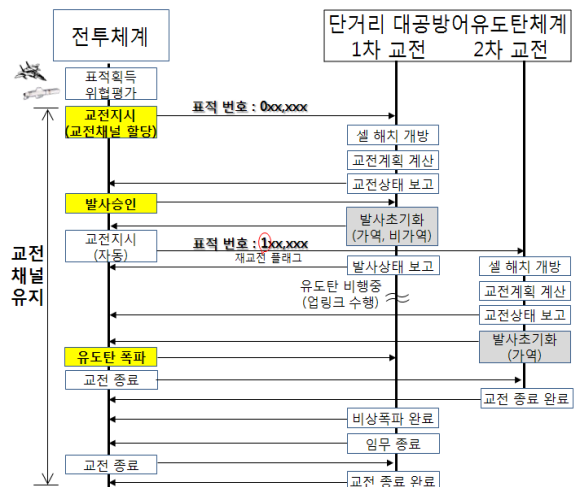 전투체계
단거리 대공방어유도탄체계
1차 교전
2차 교전
표적획득
위협평가
교전지시
(교전채널 할당)
표적 번호 : 0xx,xxx
셀 해치 개방
교전계획 계산
교전상태 보고
발사승인
발사초기화
(가역, 비가역)
교전지시
(자동)
표적 번호 : 1xx,xxx
재교전 플래그
발사상태 보고
셀 해치 개방
교전
채널
유지
유도탄 비행중
(업링크 수행)
교전계획 계산
교전상태 보고
발사초기화
(가역)
유도탄 폭파
교전 종료
교전 종료 완료
비상폭파 완료
임무 종료
교전 종료
교전 종료 완료